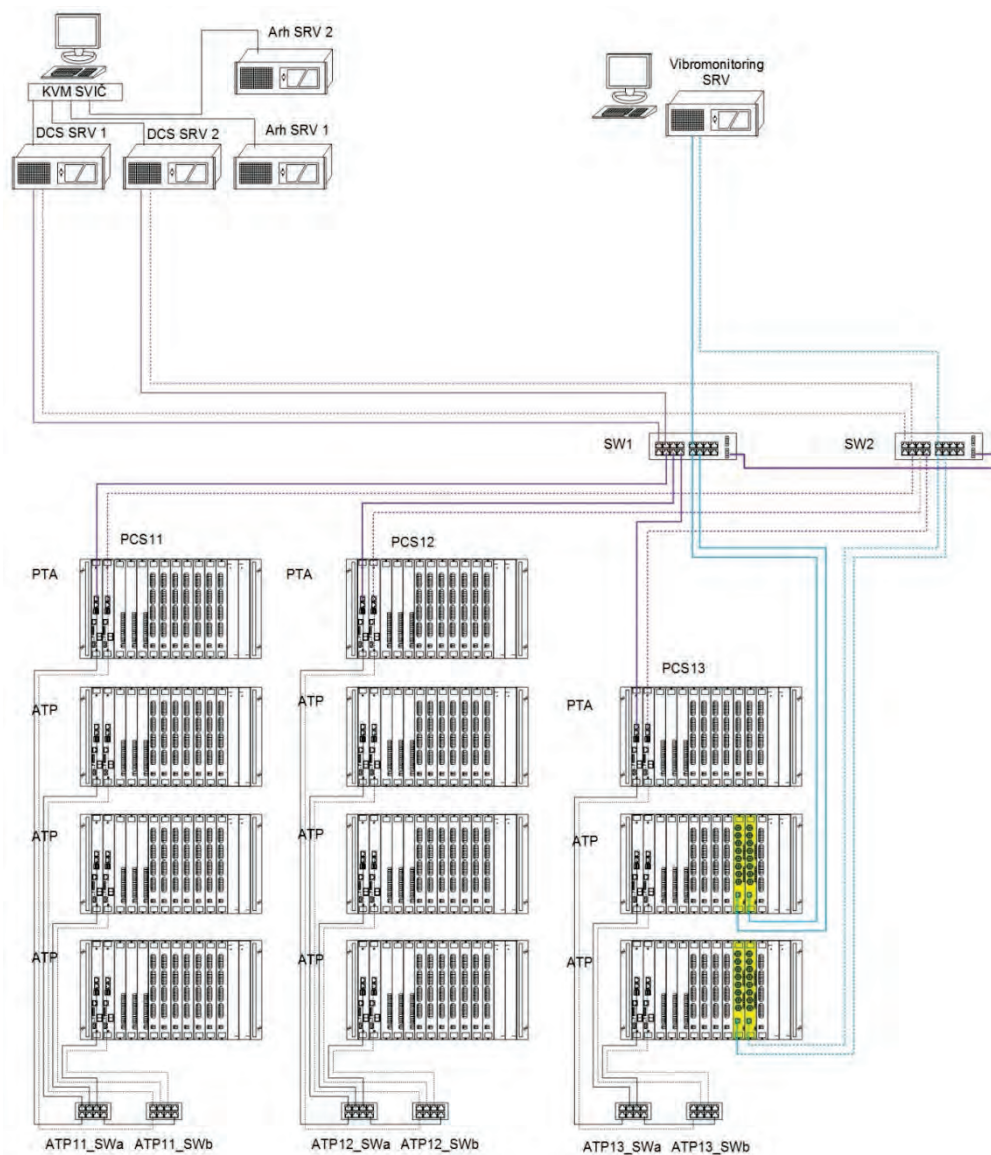 Arh SRV 2
Vibromonitoring
SRV
KVM SVIČ
DCS SRV 1
DCS SRV 2
Arh SRV 1
SW1
SW2
PCS11
PCS12
PTA
PTA
PCS13
ATP
ATP
PTA
ATP
ATP
ATP
ATP
ATP
ATP
ATP11_SWa
ATP11_SWb
ATP12_SWa
ATP12_SWb
ATP13_SWa
ATP13_SWb